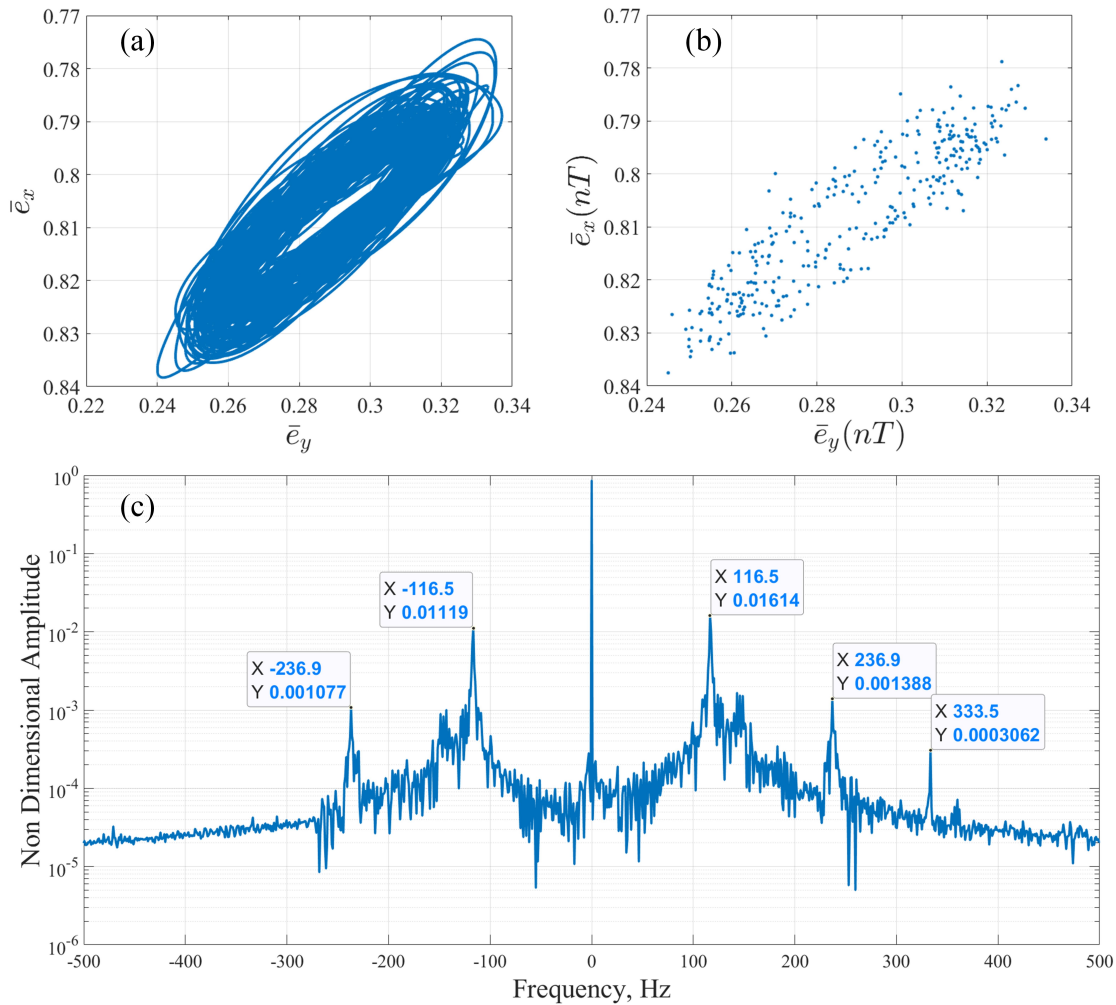 (a)
0.77
0.78
0.79
0.8
0.81
0.82
0.83
0.84
ē_x
0.22 0.24 0.26 0.28 0.3 0.32 0.34
ē_y
(b)
0.77
0.78
0.79
0.8
0.81
0.82
0.83
0.84
ē_x(nT)
0.24 0.26 0.28 0.3 0.32 0.34
ē_y(nT)
(c)
10^0
10^-1
10^-2
10^-3
10^-4
10^-5
10^-6
Non Dimensional Amplitude
X -236.9
Y 0.001077
X -116.5
Y 0.01119
X 116.5
Y 0.01614
X 236.9
Y 0.001388
X 333.5
Y 0.0003062
-500 -400 -300 -200 -100 0 100 200 300 400 500
Frequency, Hz